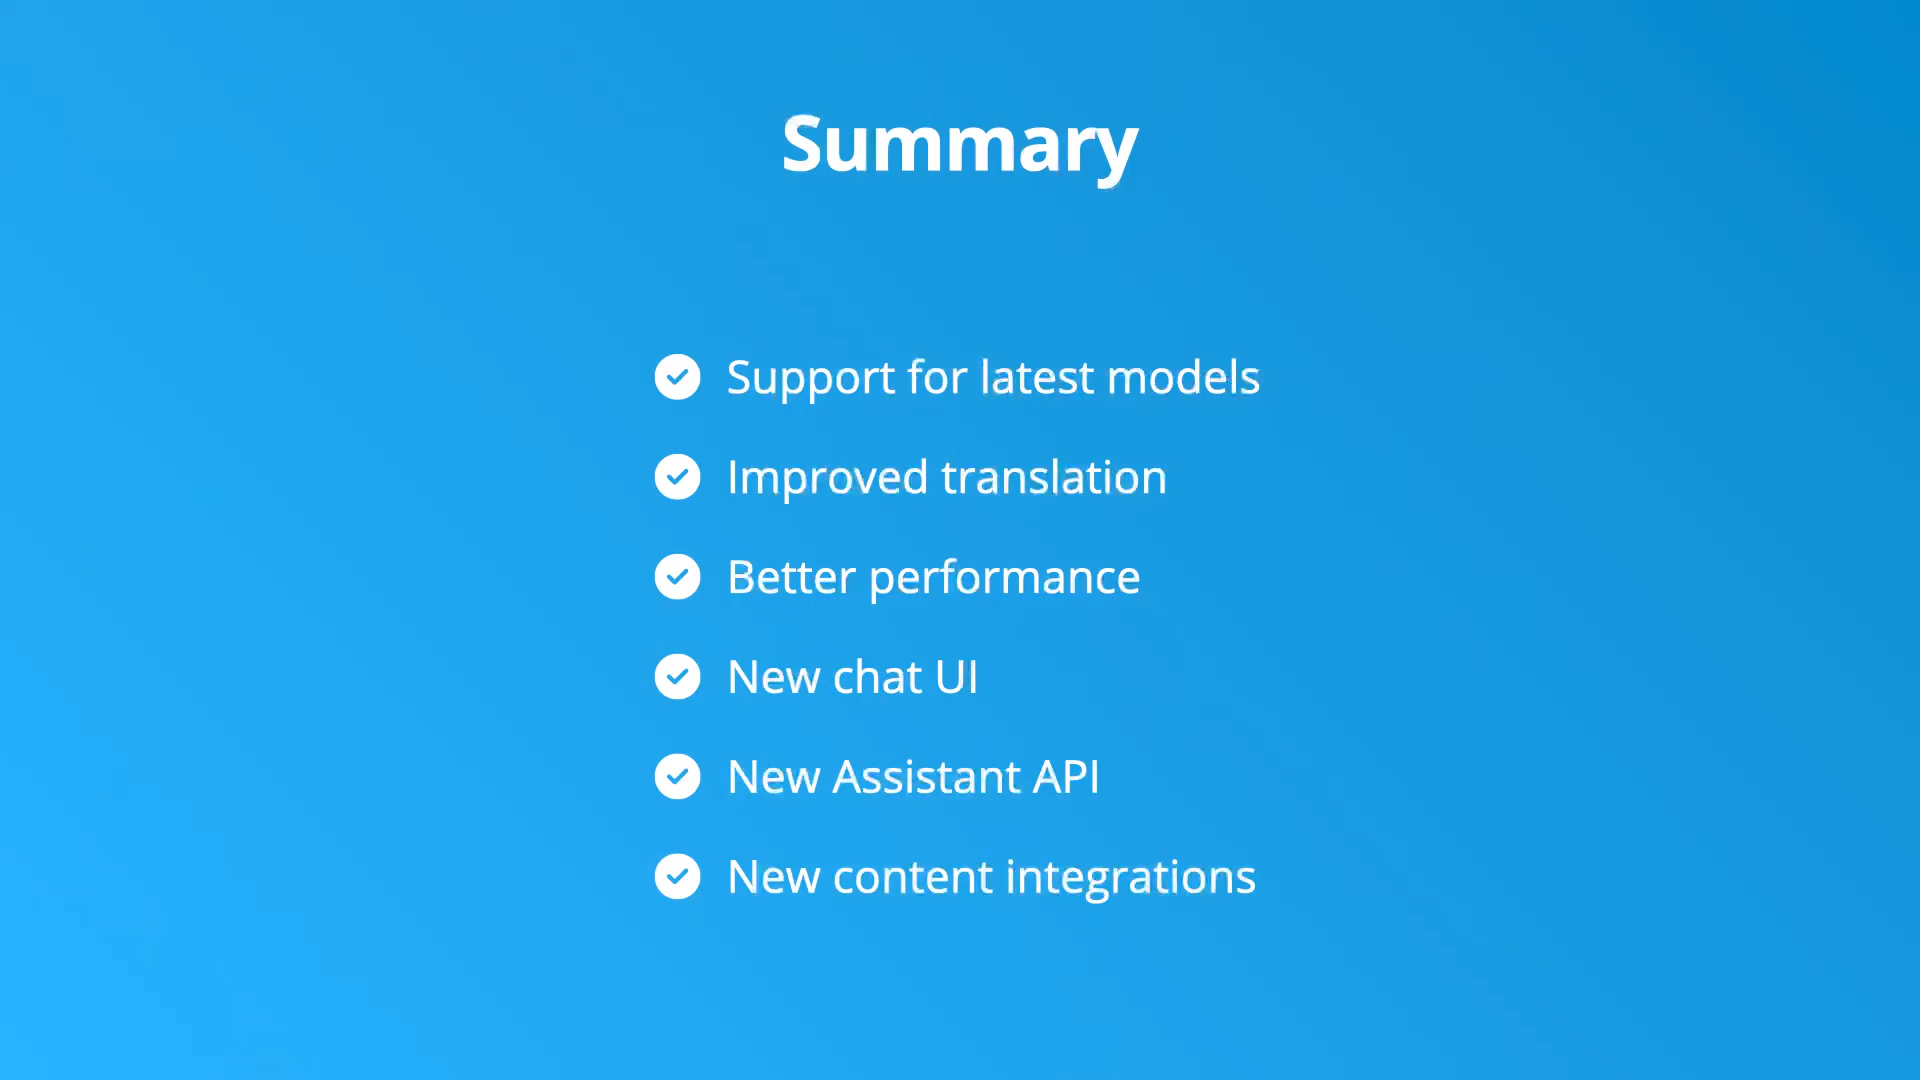 Summary
Support for latest models
Improved translation
Better performance
New chat UI
New Assistant API
New content integrations